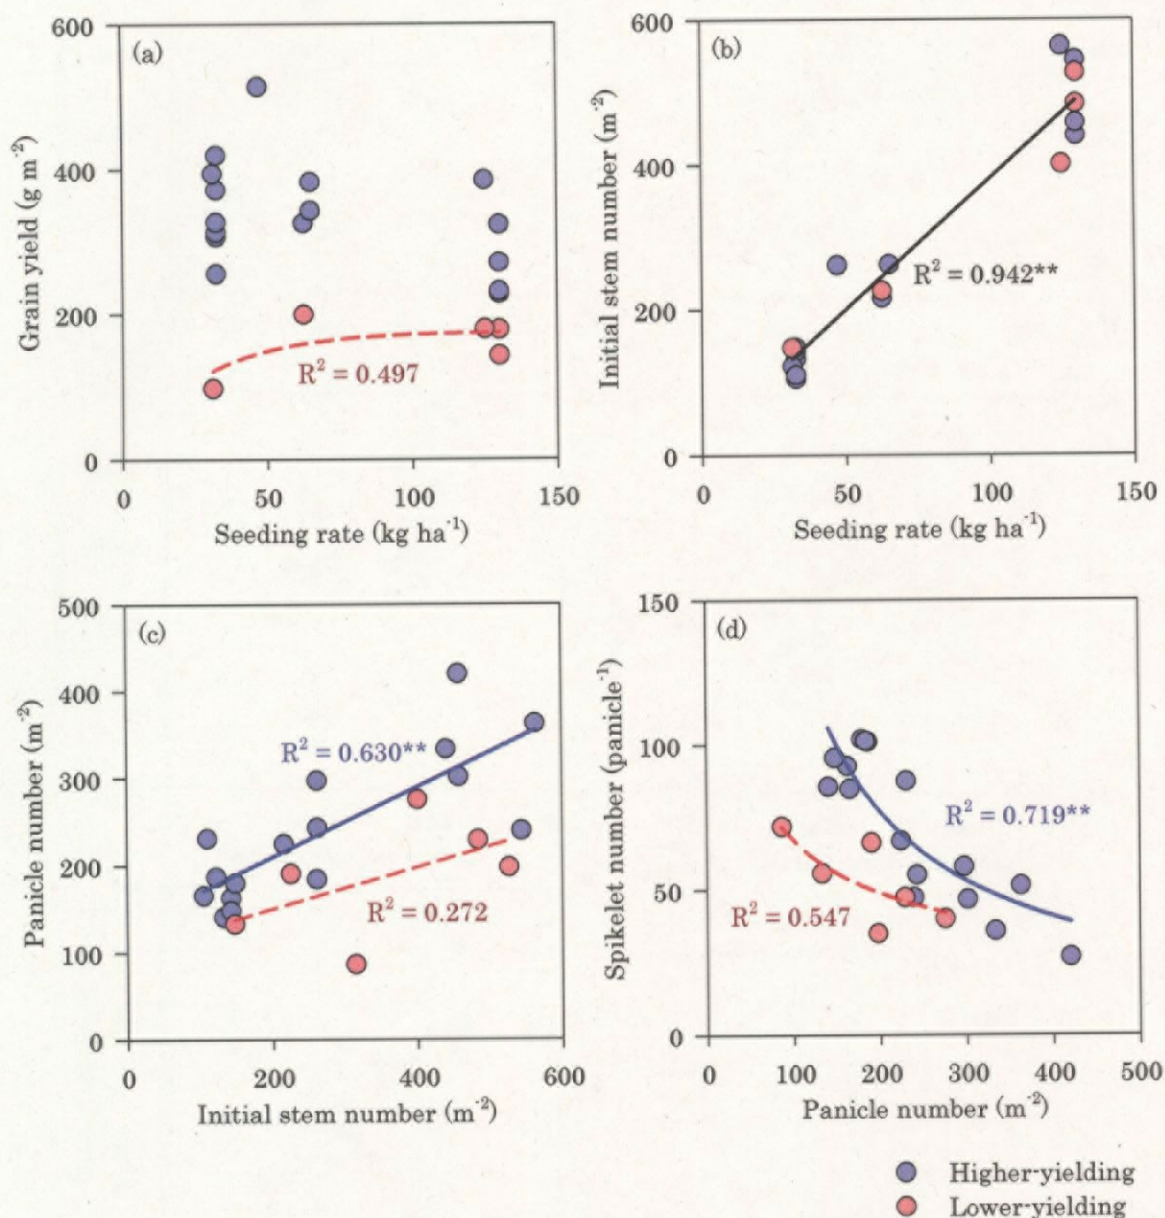 (a)
Grain yield (g m⁻²)
600
400
200
0
R² = 0.497
0 50 100 150
Seeding rate (kg ha⁻¹)
(b)
Initial stem number (m⁻²)
600
400
200
0
R² = 0.942**
0 50 100 150
Seeding rate (kg ha⁻¹)
(c)
Panicle number (m⁻²)
500
400
300
200
100
0
R² = 0.630**
R² = 0.272
0 200 400 600
Initial stem number (m⁻²)
(d)
Spikelet number (panicle⁻¹)
150
100
50
0
R² = 0.719**
R² = 0.547
0 100 200 300 400 500
Panicle number (m⁻²)
Higher-yielding
Lower-yielding